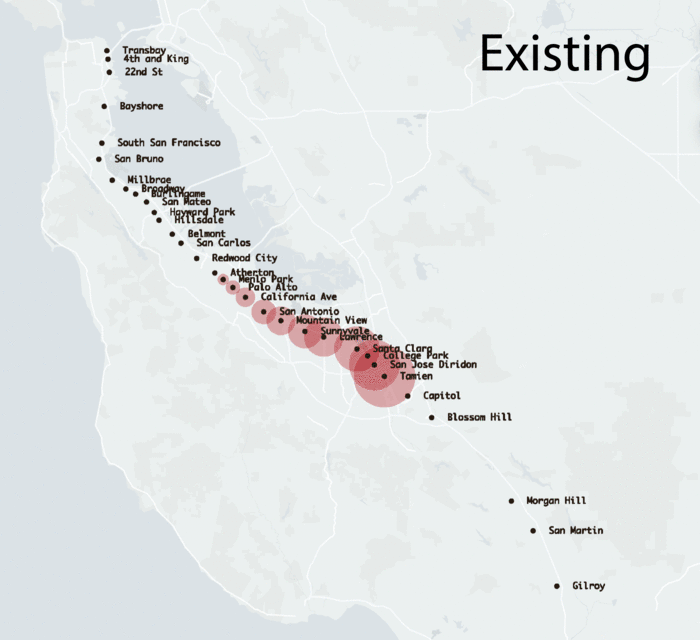 Existing
Transbay
4th and King
22nd St
Bayshore
South San Francisco
San Bruno
Millbrae
Broadway
Burlingame
San Mateo
Hayward Park
Hillsdale
Belmont
San Carlos
Redwood City
Atherton
Menlo Park
Palo Alto
California Ave
San Antonio
Mountain View
Sunnyvale
Lawrence
Santa Clara
College Park
San Jose Diridon
Tamien
Capitol
Blossom Hill
Morgan Hill
San Martin
Gilroy